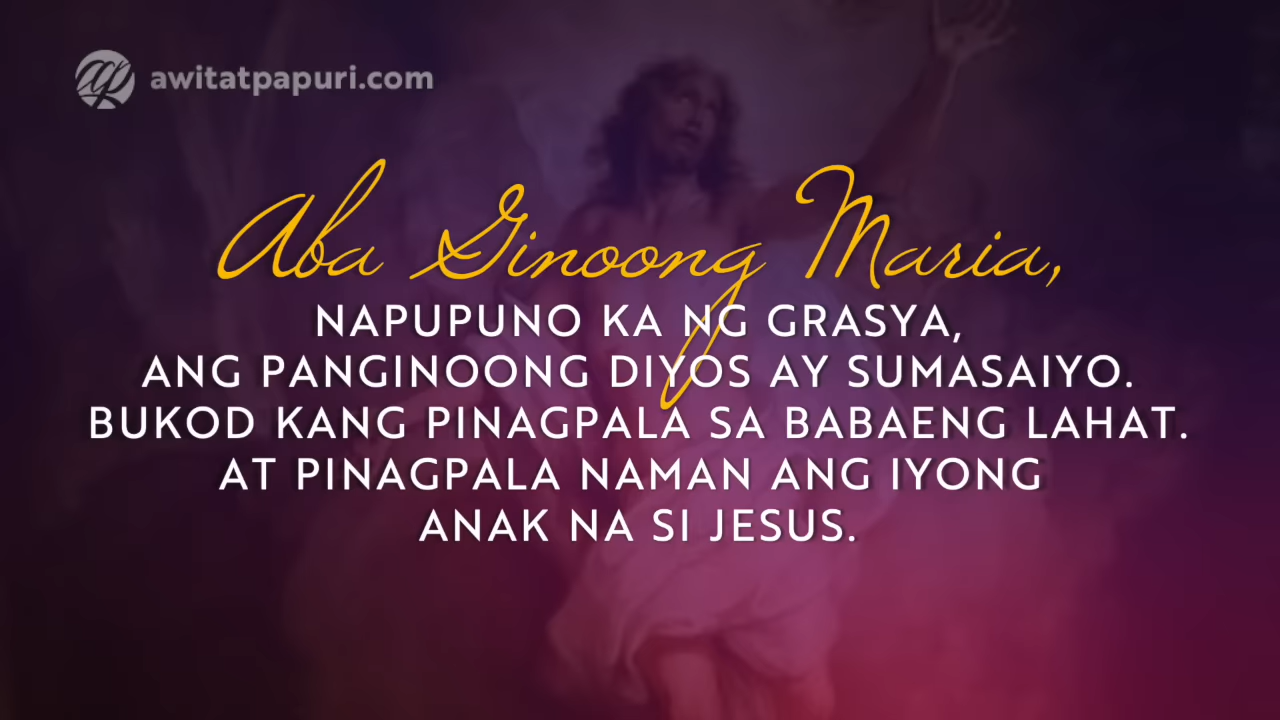 awitatpapuri.com
Aba Ginoong Maria,
NAPUPUNO KA NG GRASYA,
ANG PANGINOONG DIYOS AY SUMASAIYO.
BUKOD KANG PINAGPALA SA BABAENG LAHAT.
AT PINAGPALA NAMAN ANG IYONG
ANAK NA SI JESUS.